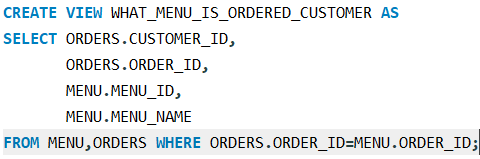 CREATE VIEW WHAT_MENU_IS_ORDERED_CUSTOMER AS
SELECT ORDERS.CUSTOMER_ID,
ORDERS.ORDER_ID,
MENU.MENU_ID,
MENU.MENU_NAME
FROM MENU,ORDERS WHERE ORDERS.ORDER_ID=MENU.ORDER_ID;